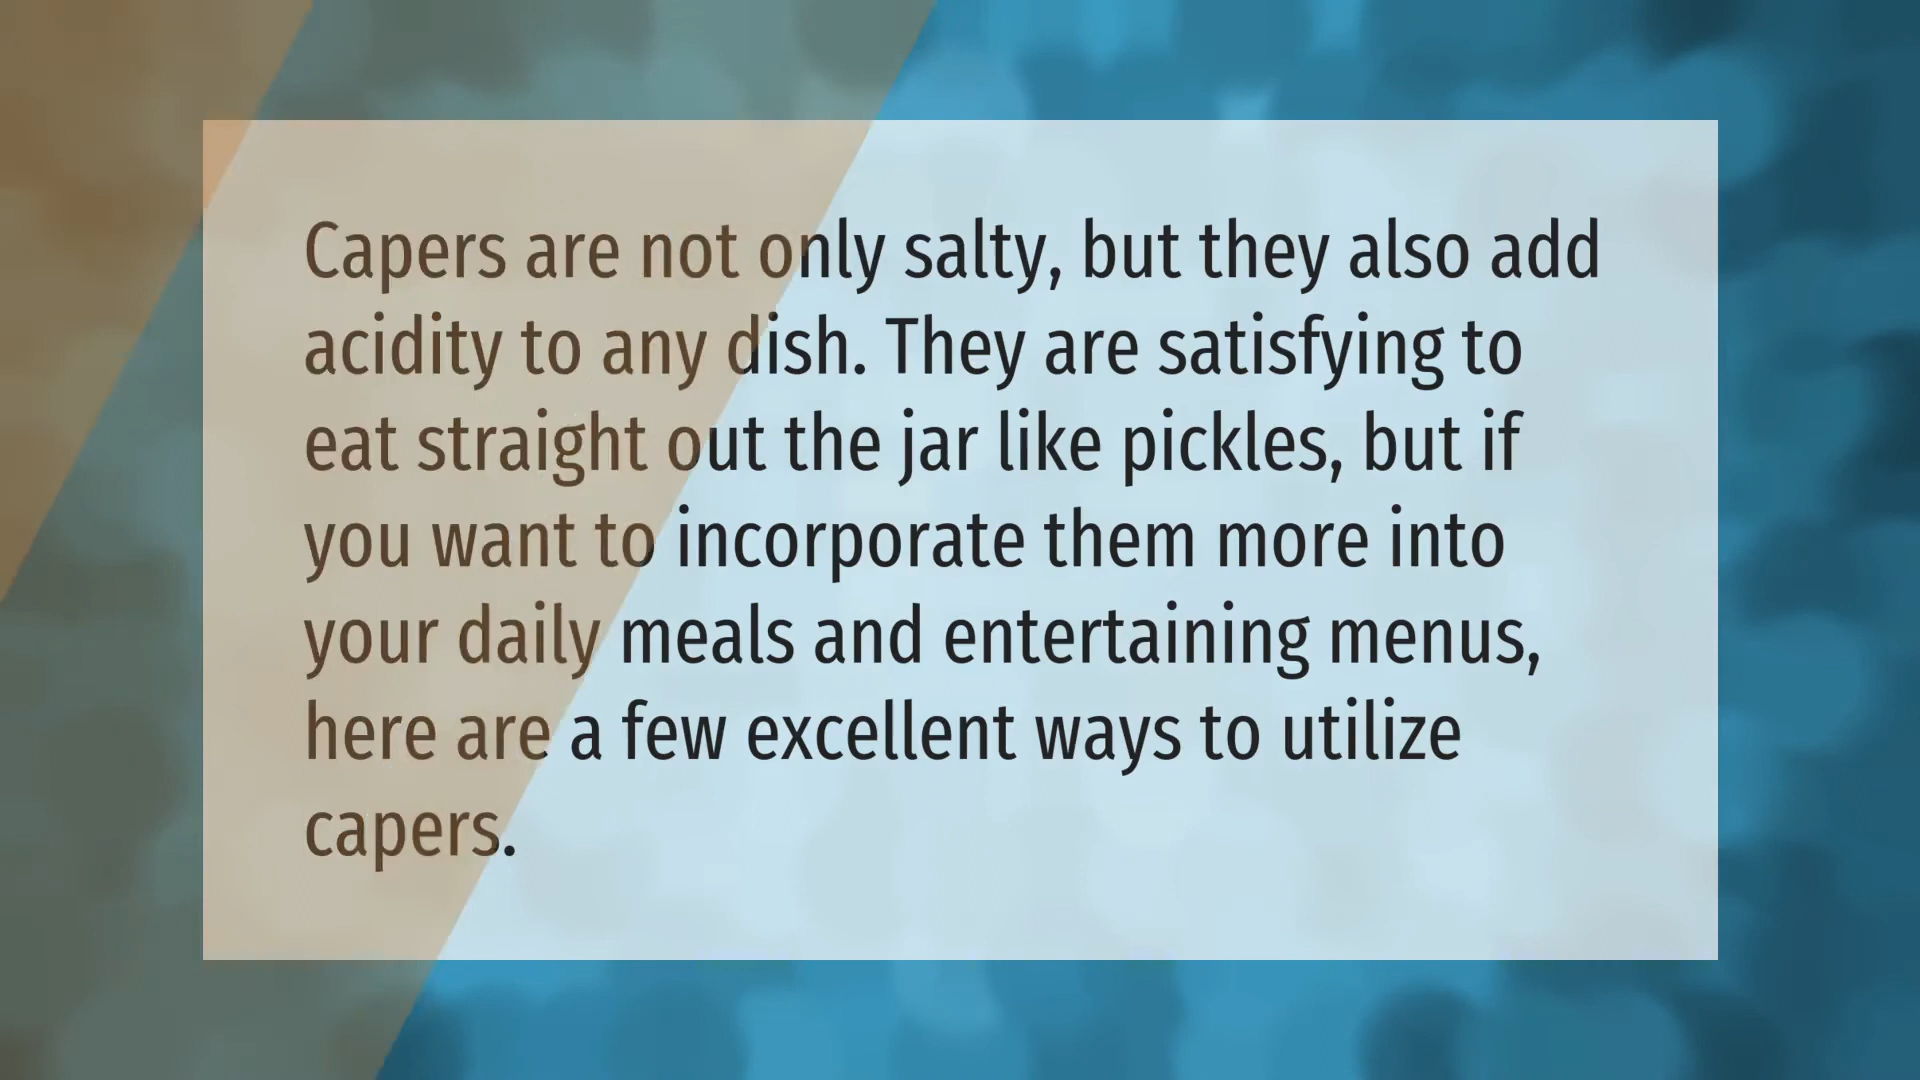 Capers are not only salty, but they also add
acidity to any dish. They are satisfying to
eat straight out the jar like pickles, but if
you want to incorporate them more into
your daily meals and entertaining menus,
here are a few excellent ways to utilize
capers.